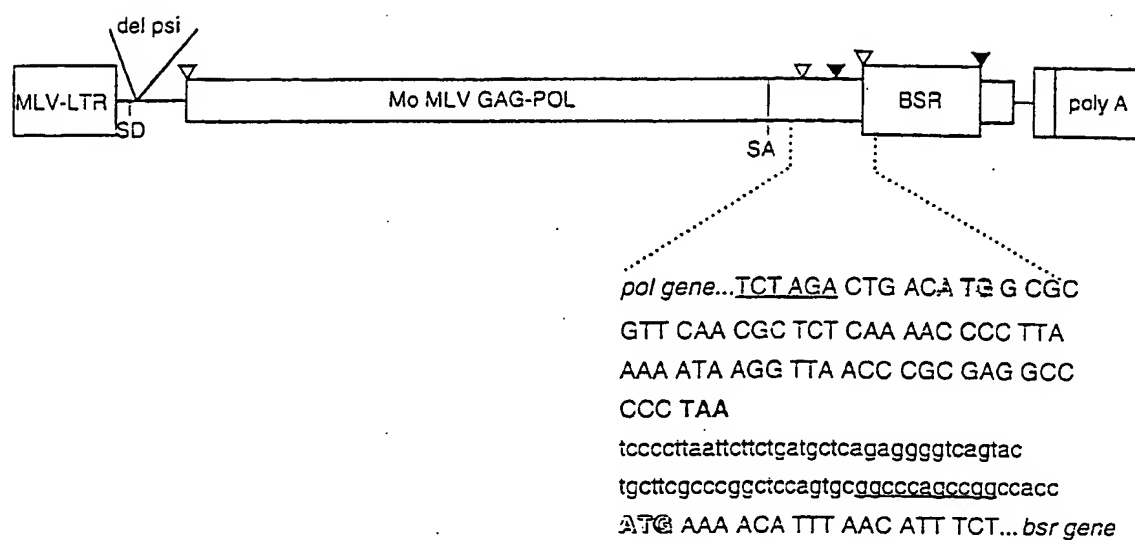 del psi
MLV-LTR
SD
Mo MLV GAG-POL
SA
BSR
poly A
pol gene...TCT AGA CTG ACA TG G CGC
GTT CAA CGC TCT CAA AAC CCC TTA
AAA ATA AGG TTA ACC CGC GAG GCC
CCC TAA
tccccttaattcttctgatgctcagaggggtcagtac
tgcttcgcccggctccagtgcggcccagccggccacc
ATG AAA ACA TTT AAC ATT TCT... bsr gene